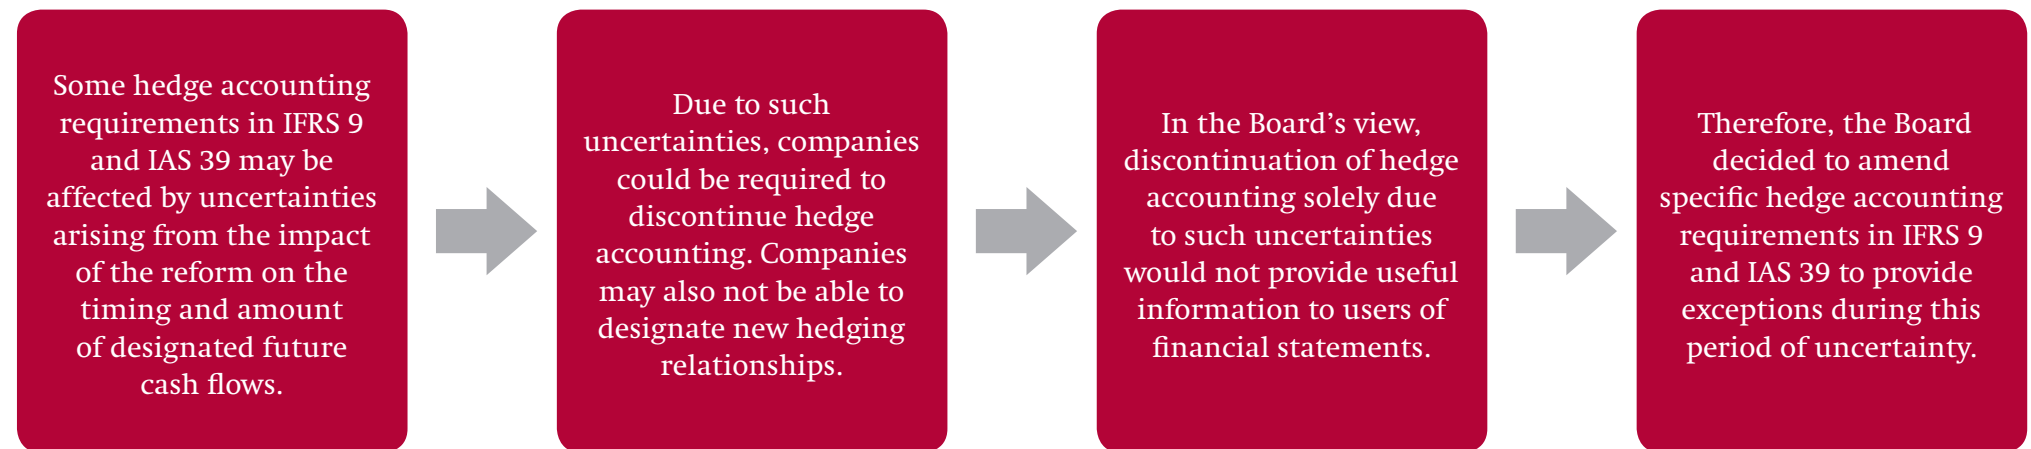 Some hedge accounting
requirements in IFRS 9
and IAS 39 may be
affected by uncertainties
arising from the impact
of the reform on the
timing and amount
of designated future
cash flows.
Due to such
uncertainties, companies
could be required to
discontinue hedge
accounting. Companies
may also not be able to
designate new hedging
relationships.
In the Board’s view,
discontinuation of hedge
accounting solely due
to such uncertainties
would not provide useful
information to users of
financial statements.
Therefore, the Board
decided to amend
specific hedge accounting
requirements in IFRS 9
and IAS 39 to provide
exceptions during this
period of uncertainty.